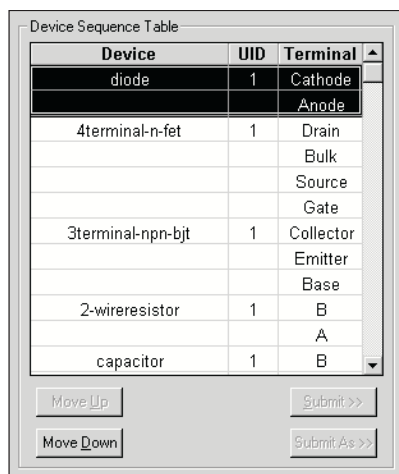 Device Sequence Table
Device UID Terminal
diode 1 Cathode
Anode
4terminal-n-fet 1 Drain
Bulk
Source
Gate
3terminal-npn-bjt 1 Collector
Emitter
Base
2-wireresistor 1 B
A
capacitor 1 B
Move Up Submit >>
Move Down Submit As >>